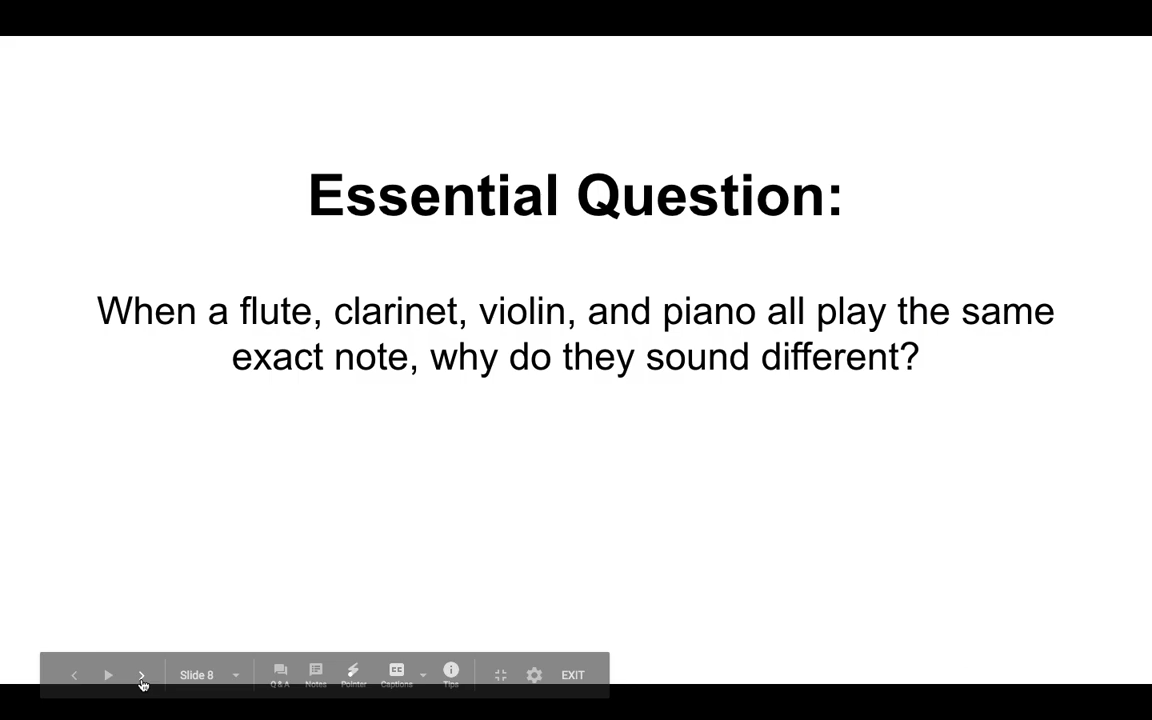 Essential Question:
When a flute, clarinet, violin, and piano all play the same
exact note, why do they sound different?
Slide 8
Q & A
Notes
Pointer
CC
Captions
Tips
EXIT